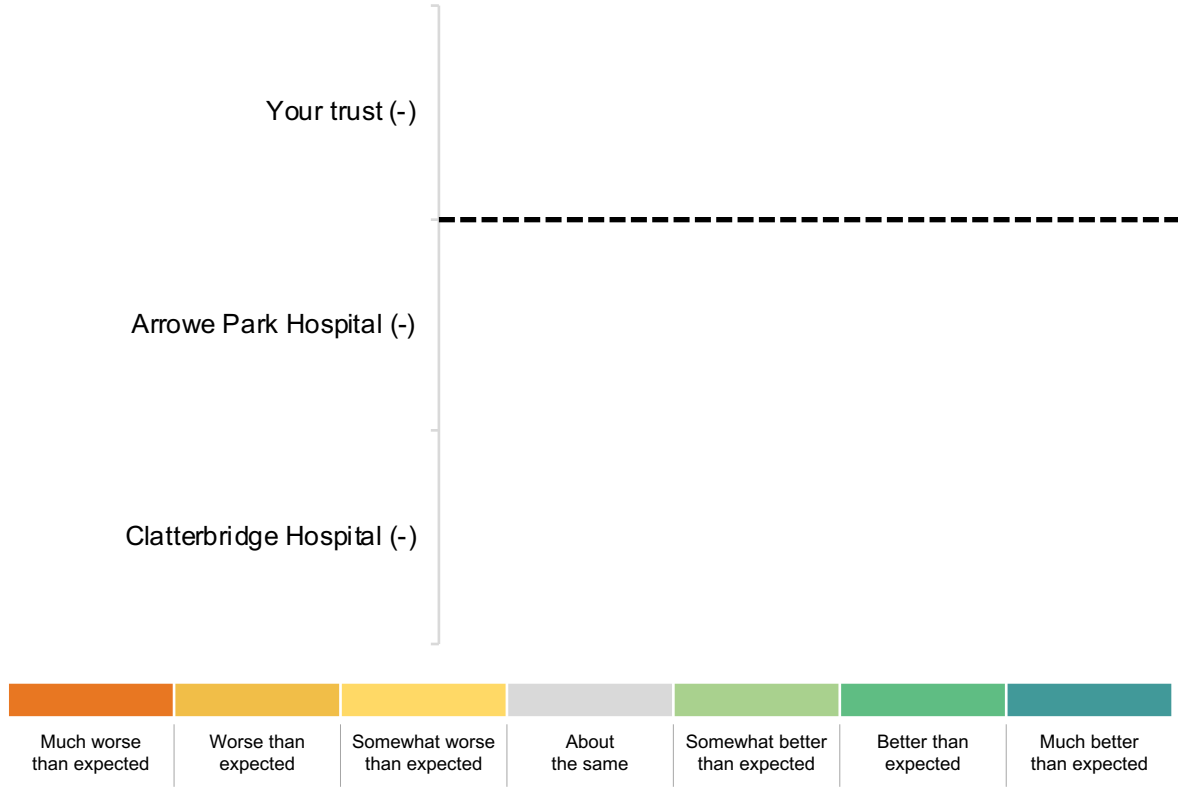 Your trust (-)
Arrowe Park Hospital (-)
Clatterbridge Hospital (-)
Much worse
than expected
Worse than
expected
Somewhat worse
than expected
About
the same
Somewhat better
than expected
Better than
expected
Much better
than expected